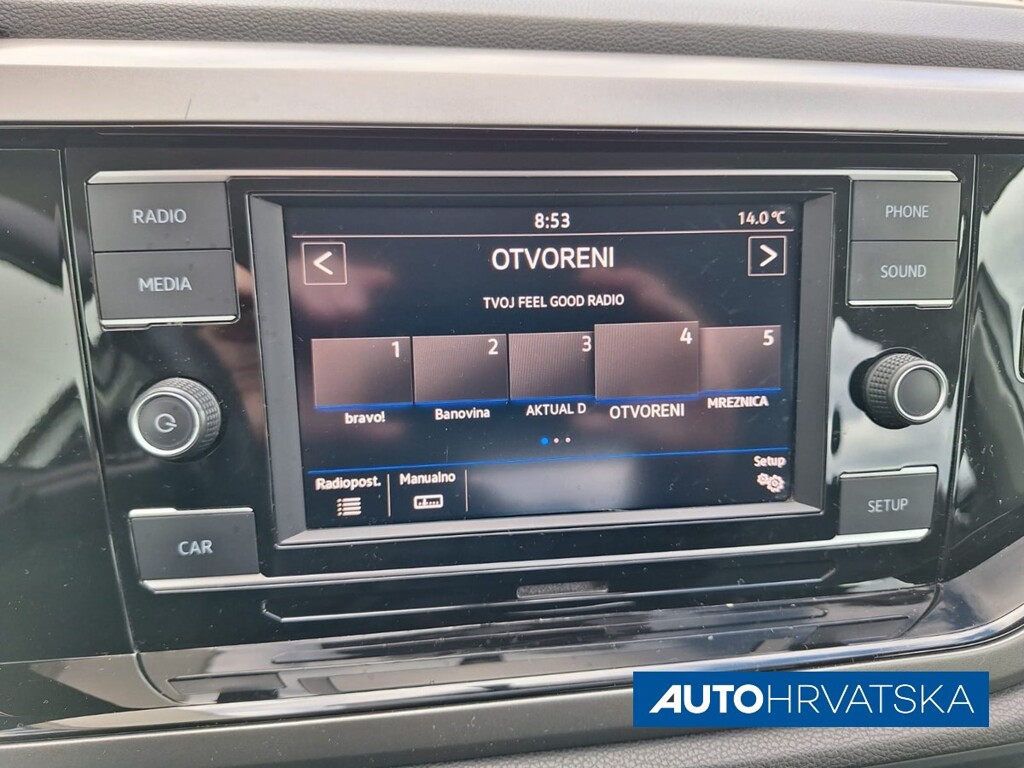 RADIO
MEDIA
CAR
8:53
14.0 °C
<
OTVORENI
>
TVOJ FEEL GOOD RADIO
1
2
3
4
5
bravo!
Banovina
AKTUAL D
OTVORENI
MREZNICA
Radiopost.
Manualno
Setup
PHONE
SOUND
SETUP
AUTOHRVATSKA